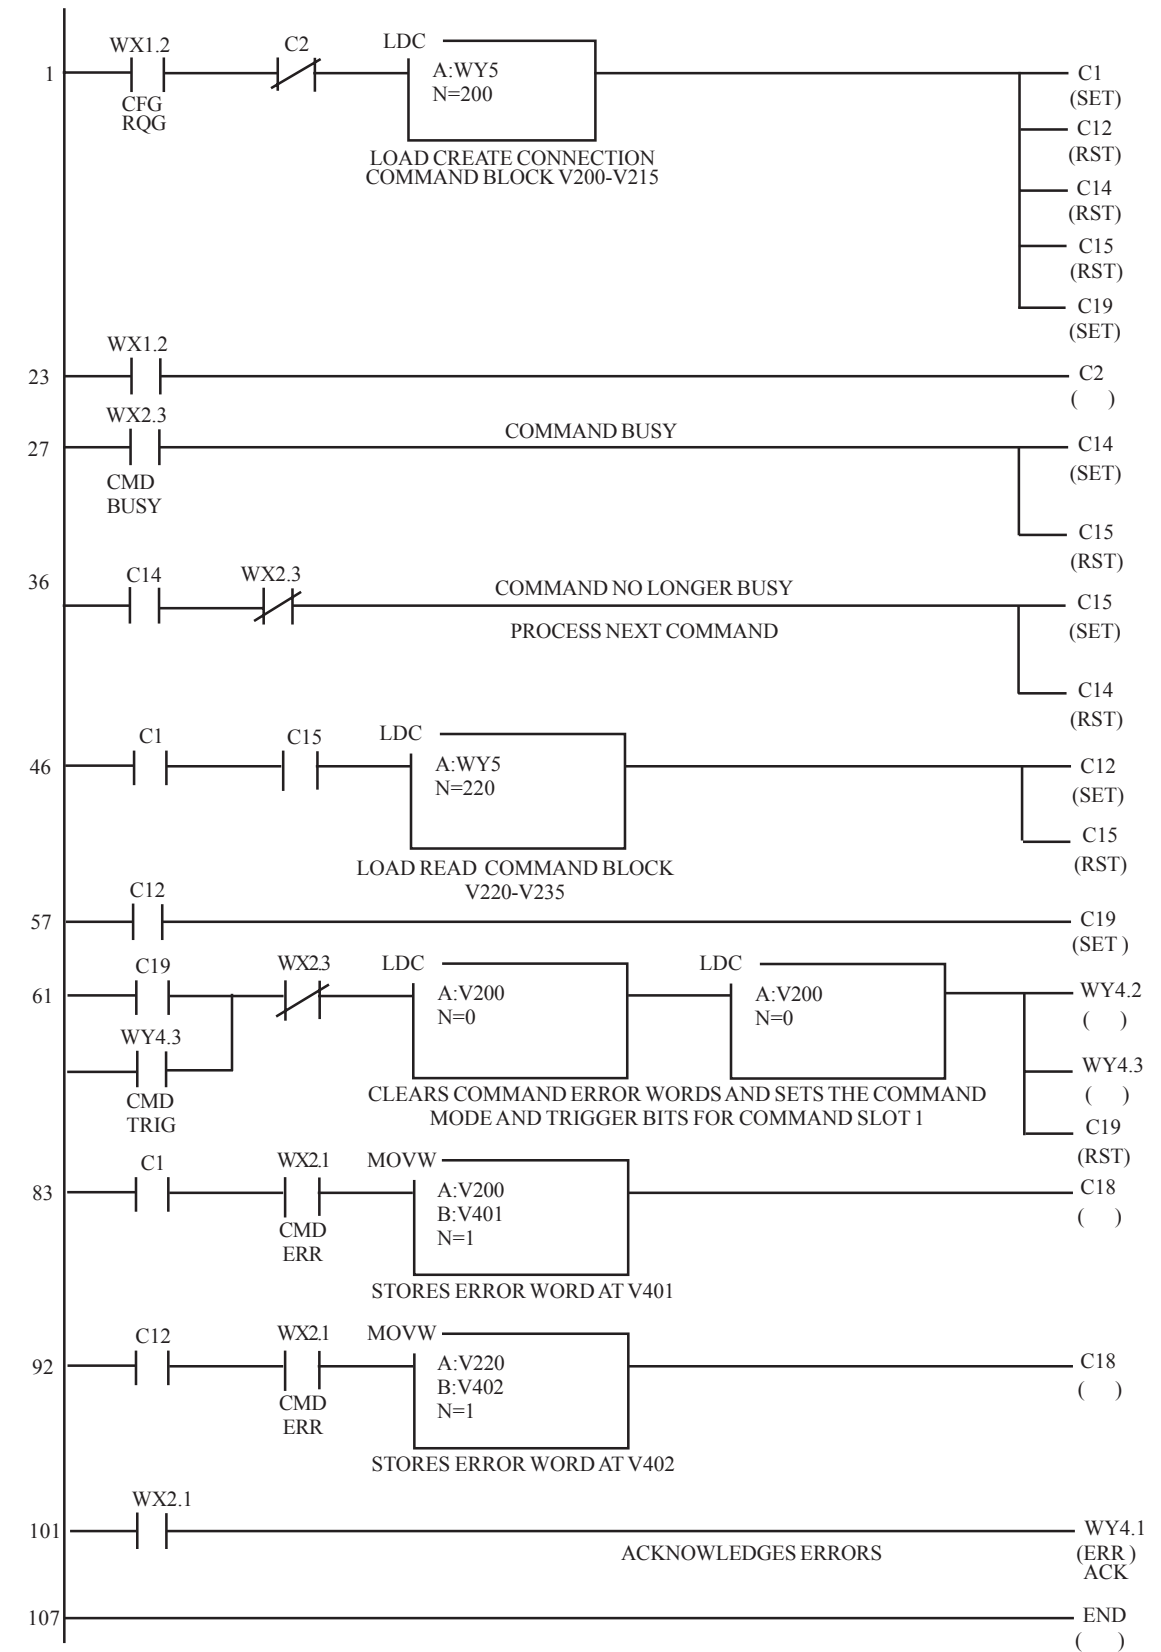 WX1.2 C2 LDC
1 A:WY5 C1
N=200 (SET)
CFG
RQG
C12
(RST)
LOAD CREATE CONNECTION
COMMAND BLOCK V200-V215
C14
(RST)
C15
(RST)
C19
(SET)
WX1.2
23 C2
( )
WX2.3
27 COMMAND BUSY C14
(SET)
CMD
BUSY
C15
(RST)
36 C14 WX2.3 COMMAND NO LONGER BUSY C15
PROCESS NEXT COMMAND (SET)
C14
(RST)
C1 C15 LDC
46 A:WY5 C12
N=220 (SET)
C15
(RST)
LOAD READ COMMAND BLOCK
V220-V235
C12
57 C19
(SET )
C19 WX2.3 LDC LDC
61 A:V200 A:V200 WY4.2
N=0 N=0 ( )
WY4.3 WY4.3
( )
CMD
TRIG
CLEARS COMMAND ERROR WORDS AND SETS THE COMMAND
MODE AND TRIGGER BITS FOR COMMAND SLOT 1
C19
(RST)
C1 WX2.1 MOVW
83 A:V200 C18
B:V401 ( )
N=1
CMD
ERR
STORES ERROR WORD AT V401
C12 WX2.1 MOVW
92 A:V220 C18
B:V402 ( )
N=1
CMD
ERR
STORES ERROR WORD AT V402
WX2.1
101 WY4.1
ACKNOWLEDGES ERRORS (ERR )
ACK
107 END
( )